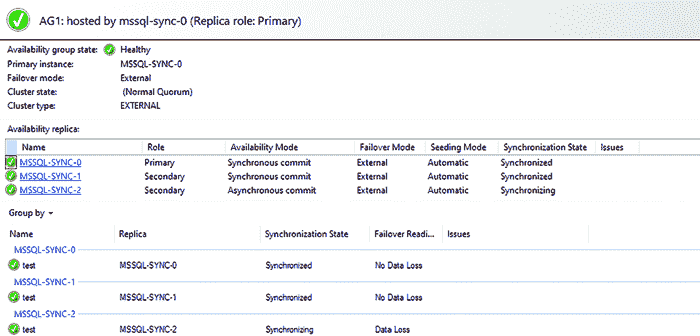 AG1: hosted by mssql-sync-0 (Replica role: Primary)
Availability group state: Healthy
Primary instance: MSSQL-SYNC-0
Failover mode: External
Cluster state: (Normal Quorum)
Cluster type: EXTERNAL
Availability replica:
Name Role Availability Mode Failover Mode Seeding Mode Synchronization State Issues
MSSQL-SYNC-0 Primary Synchronous commit External Automatic Synchronized
MSSQL-SYNC-1 Secondary Synchronous commit External Automatic Synchronized
MSSQL-SYNC-2 Secondary Asynchronous commit External Automatic Synchronizing
Group by
Name Replica Synchronization State Failover Readi... Issues
MSSQL-SYNC-0
test MSSQL-SYNC-0 Synchronized No Data Loss
MSSQL-SYNC-1
test MSSQL-SYNC-1 Synchronized No Data Loss
MSSQL-SYNC-2
test MSSQL-SYNC-2 Synchronizing Data Loss